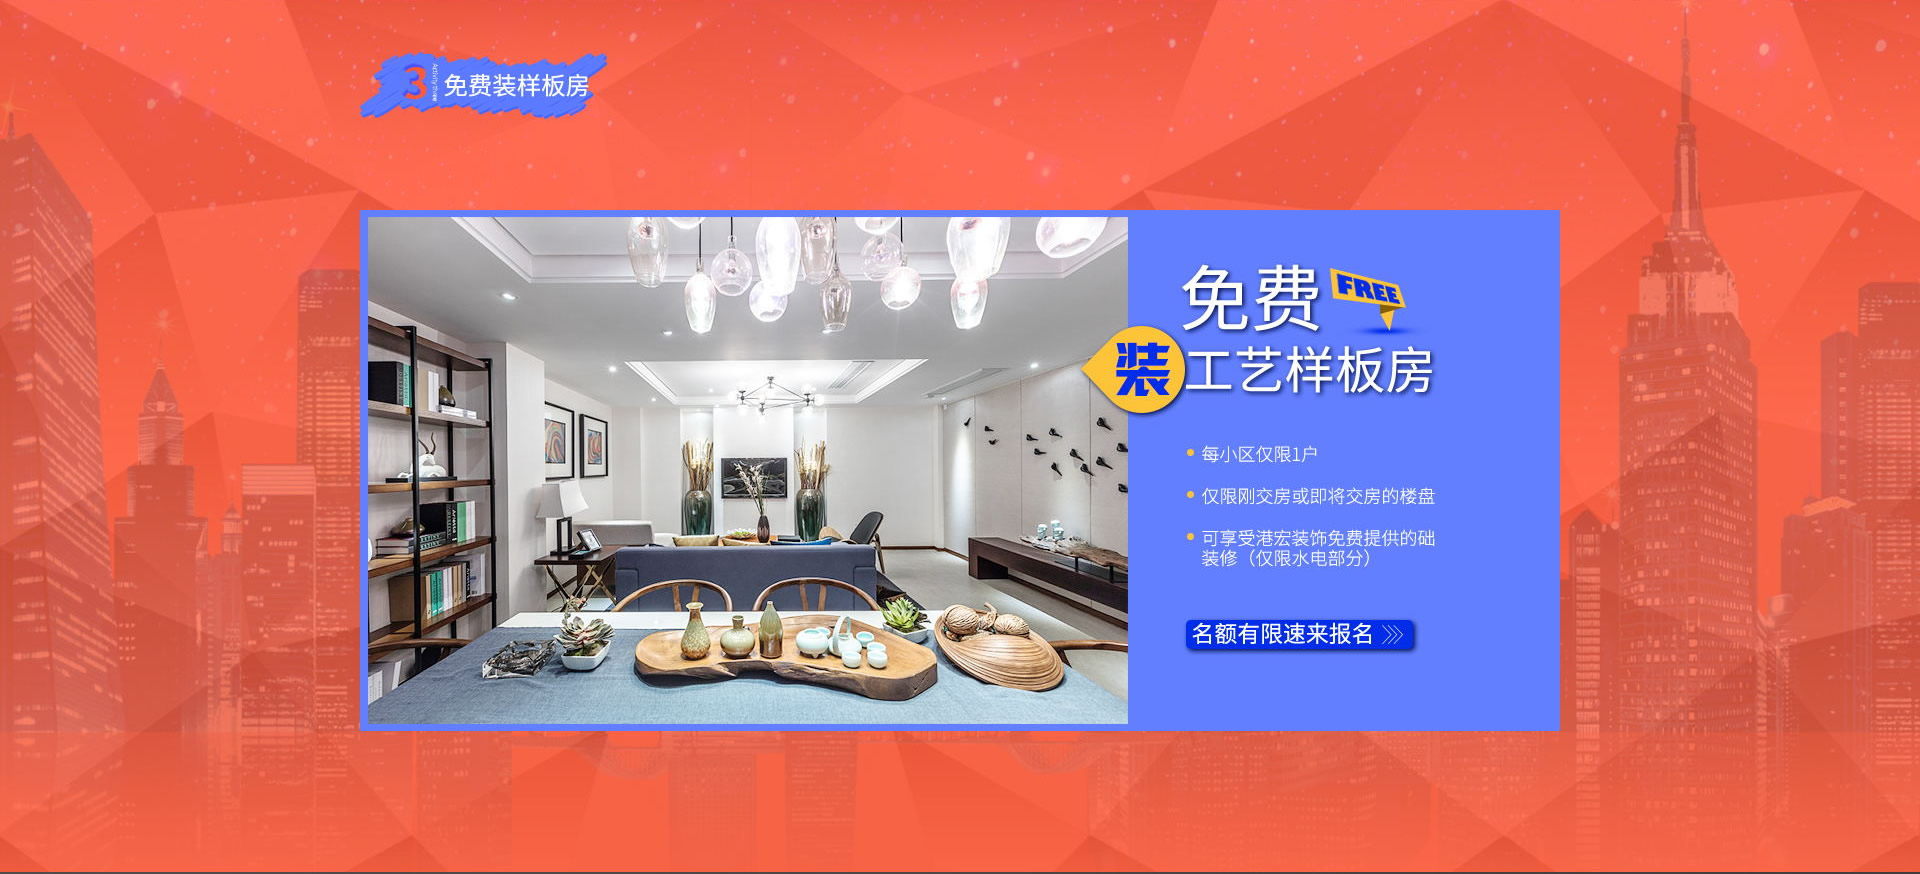 3
免费装样板房
免费 FREE
装 工艺样板房
每小区仅限1户
仅限刚交房或即将交房的楼盘
可享受港宏装饰免费提供的础
装修（仅限水电部分）
名额有限速来报名